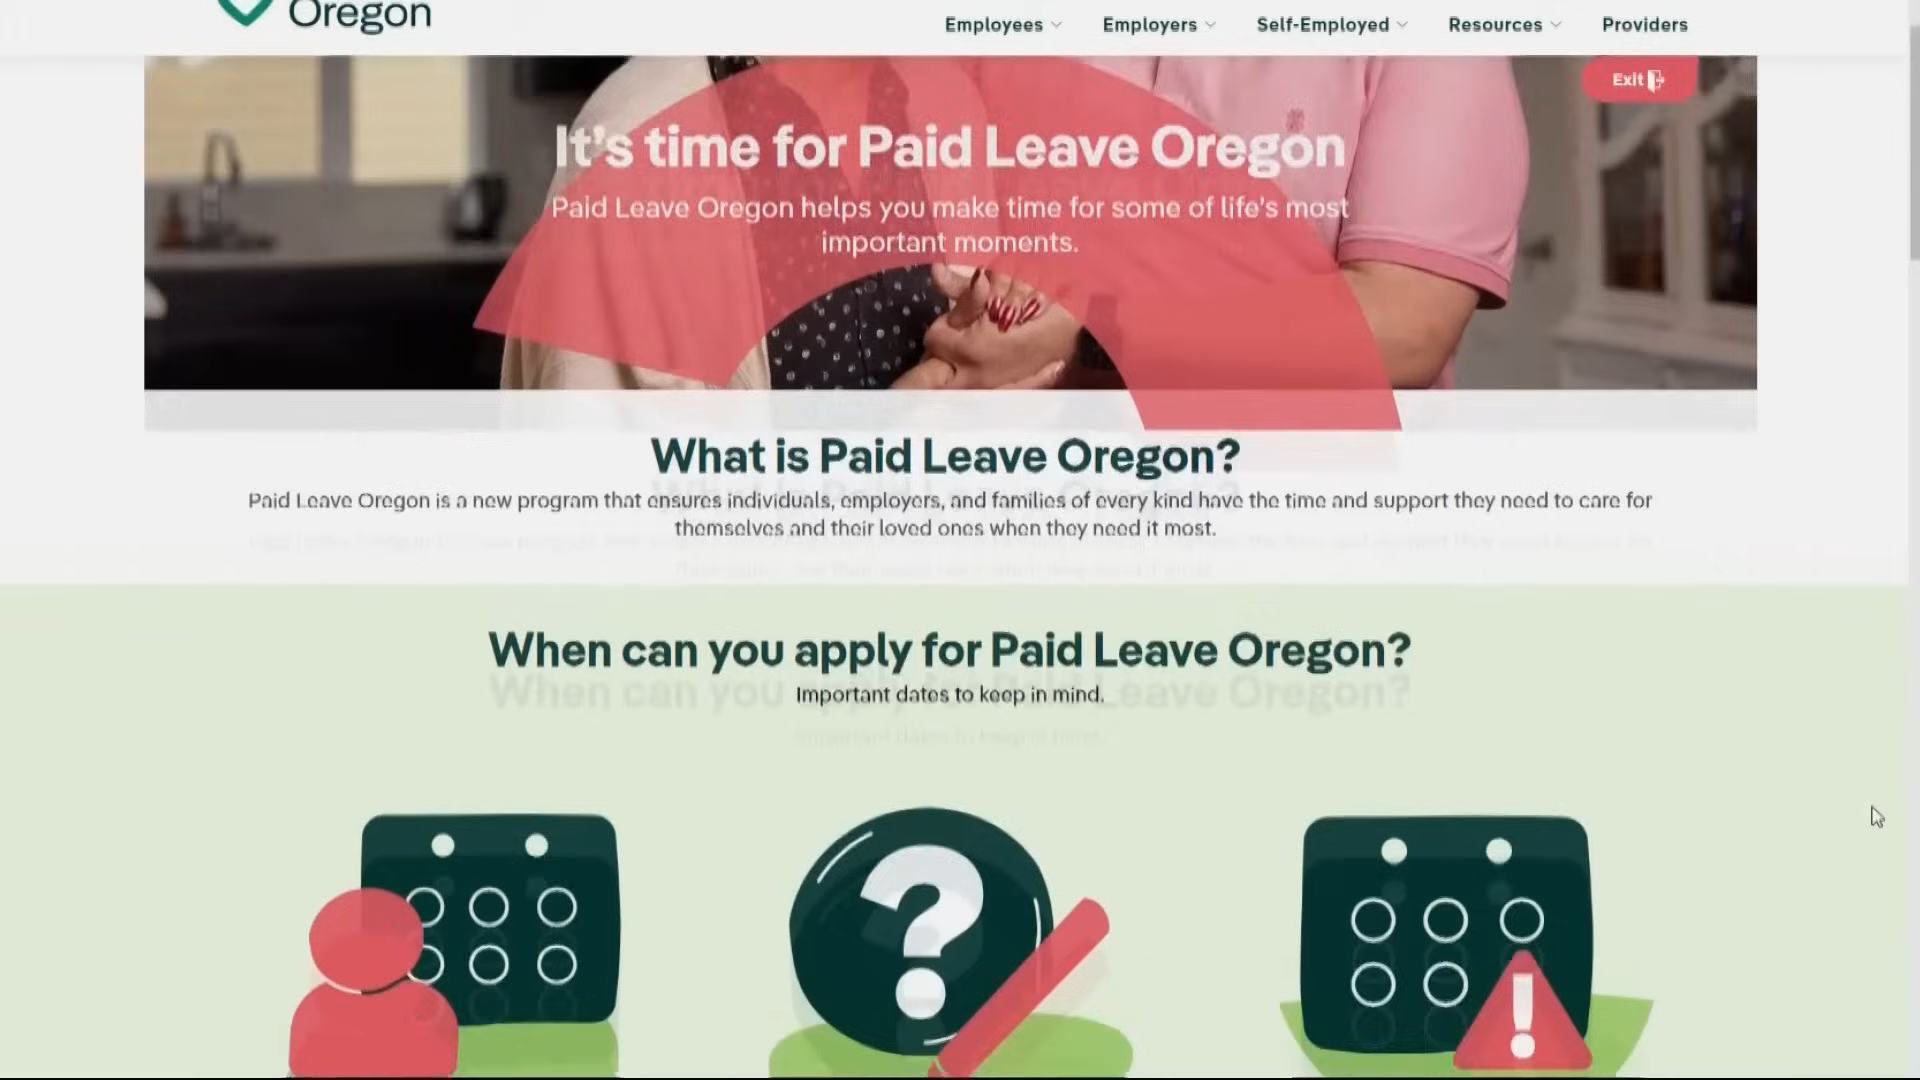 Oregon
Employees
Employers
Self-Employed
Resources
Providers
Exit
It's time for Paid Leave Oregon
Paid Leave Oregon helps you make time for some of life's most
important moments.
What is Paid Leave Oregon?
Paid Leave Oregon is a new program that ensures individuals, employers, and families of every kind have the time and support they need to care for
themselves and their loved ones when they need it most.
When can you apply for Paid Leave Oregon?
Important dates to keep in mind.